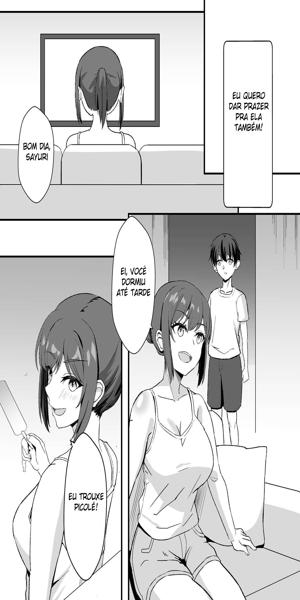 EU QUERO
DAR PRAZER
PRA ELA
TAMBÉM!
BOM DIA,
SAYURI
EI, VOCÊ
DORMIU
ATÉ TARDE
EU TROUXE
PICOLÉ!